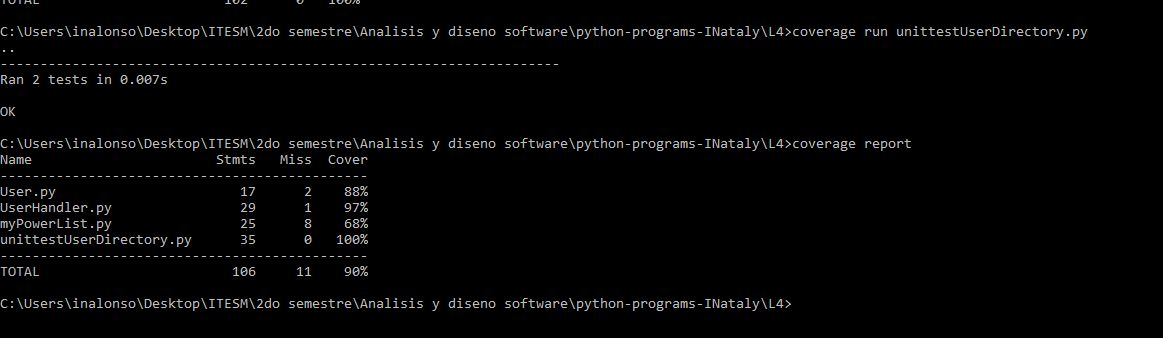 TOTAL                      102      0   100%
C:\Users\inalonso\Desktop\ITESM\2do semestre\Analisis y diseno software\python-programs-INataly\L4>coverage run unittestUserDirectory.py
..
----------------------------------------------------------------------
Ran 2 tests in 0.007s
OK
C:\Users\inalonso\Desktop\ITESM\2do semestre\Analisis y diseno software\python-programs-INataly\L4>coverage report
Name                       Stmts   Miss  Cover
----------------------------------------------
User.py                       17      2    88%
UserHandler.py                29      1    97%
myPowerList.py                25      8    68%
unittestUserDirectory.py      35      0   100%
----------------------------------------------
TOTAL                        106     11    90%
C:\Users\inalonso\Desktop\ITESM\2do semestre\Analisis y diseno software\python-programs-INataly\L4>